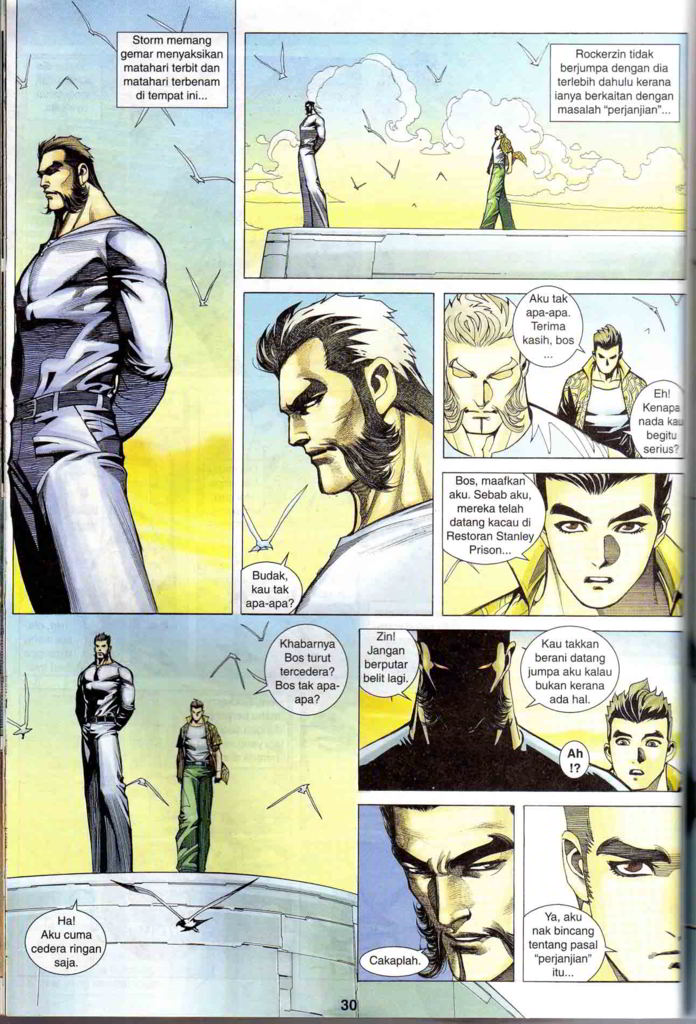 Storm memang
gemar menyaksikan
matahari terbit dan
matahari terbenam
di tempat ini...
Rockerzin tidak
berjumpa dengan dia
terlebih dahulu kerana
ianya berkaitan dengan
masalah “perjanjian”...
Budak,
kau tak
apa-apa?
Aku tak
apa-apa.
Terima
kasih, bos
...
Eh!
Kenapa
nada kau
begitu
serius?
Bos, maafkan
aku. Sebab aku,
mereka telah
datang kacau di
Restoran Stanley
Prison...
Khabarnya
Bos turut
tercedera?
Bos tak apa-
apa?
Ha!
Aku cuma
cedera ringan
saja.
Zin!
Jangan
berputar
belit lagi.
Kau takkan
berani datang
jumpa aku kalau
bukan kerana
ada hal.
Ah
!?
Cakaplah.
Ya, aku
nak bincang
tentang pasal
“perjanjian”
itu...
30